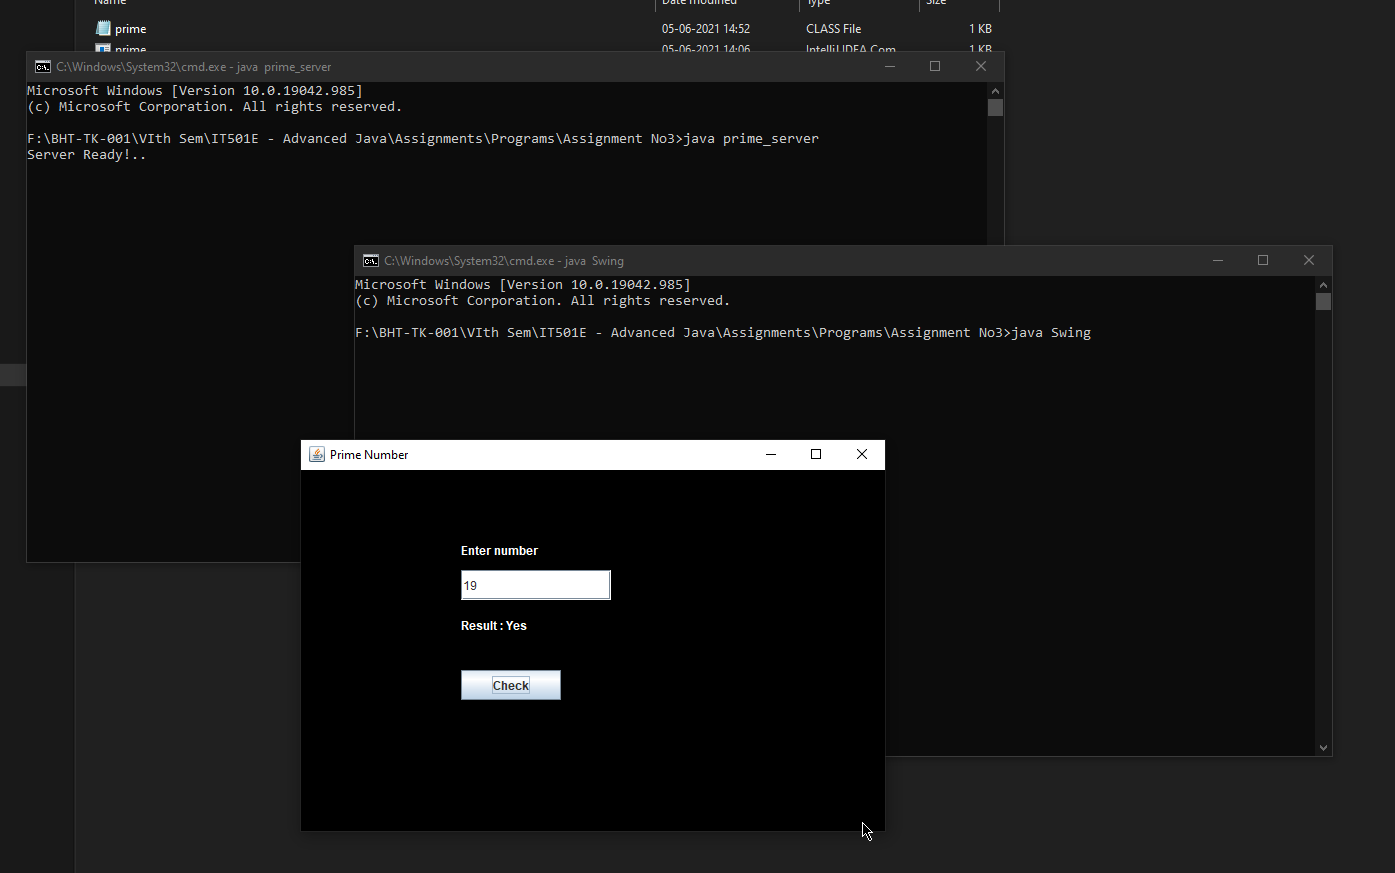 Name Date modified Type Size
prime 05-06-2021 14:52 CLASS File 1 KB
prime 05-06-2021 14:06 IntelliJ IDEA Com... 1 KB
C:\Windows\System32\cmd.exe - java  prime_server
Microsoft Windows [Version 10.0.19042.985]
(c) Microsoft Corporation. All rights reserved.
F:\BHT-TK-001\VIth Sem\IT501E - Advanced Java\Assignments\Programs\Assignment No3>java prime_server
Server Ready!..
C:\Windows\System32\cmd.exe - java  Swing
Microsoft Windows [Version 10.0.19042.985]
(c) Microsoft Corporation. All rights reserved.
F:\BHT-TK-001\VIth Sem\IT501E - Advanced Java\Assignments\Programs\Assignment No3>java Swing
Prime Number
Enter number
19
Result : Yes
Check